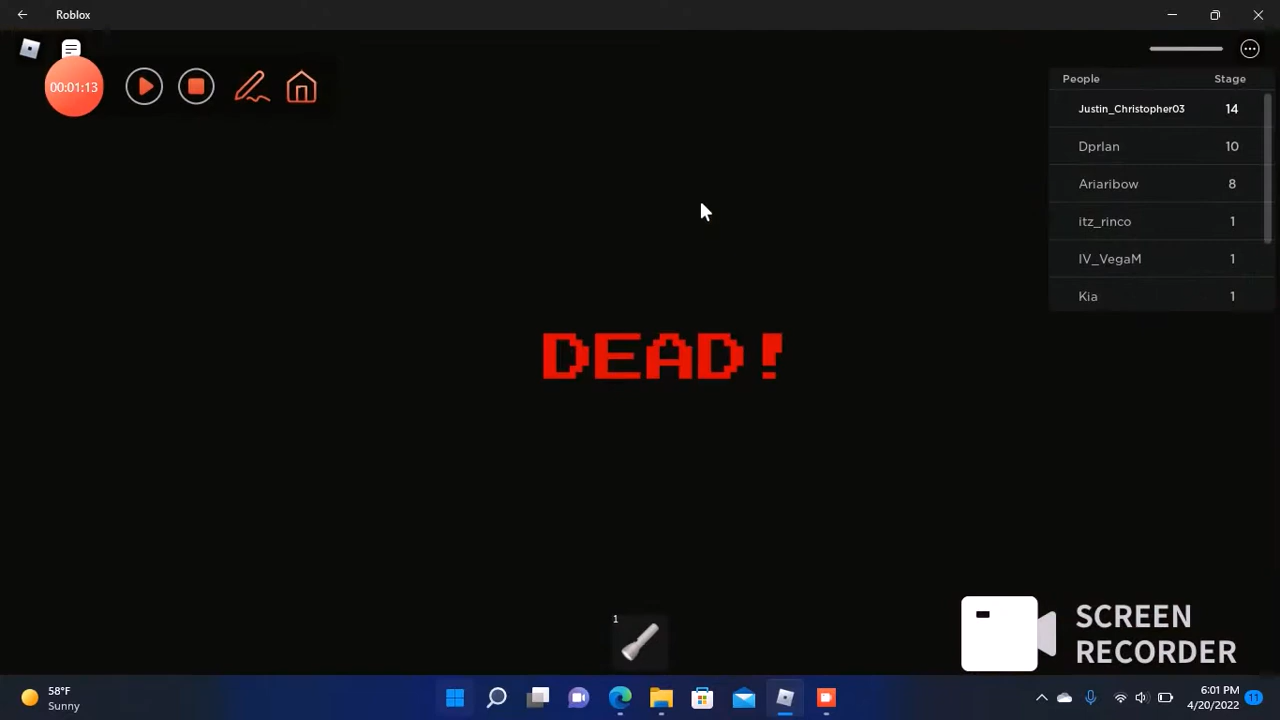 Roblox
00:01:13
People Stage
Justin_Christopher03 14
Dprlan 10
Ariaribow 8
itz_rinco 1
IV_VegaM 1
Kia 1
DEAD!
1
SCREEN
RECORDER
58°F
Sunny
6:01 PM
4/20/2022
11